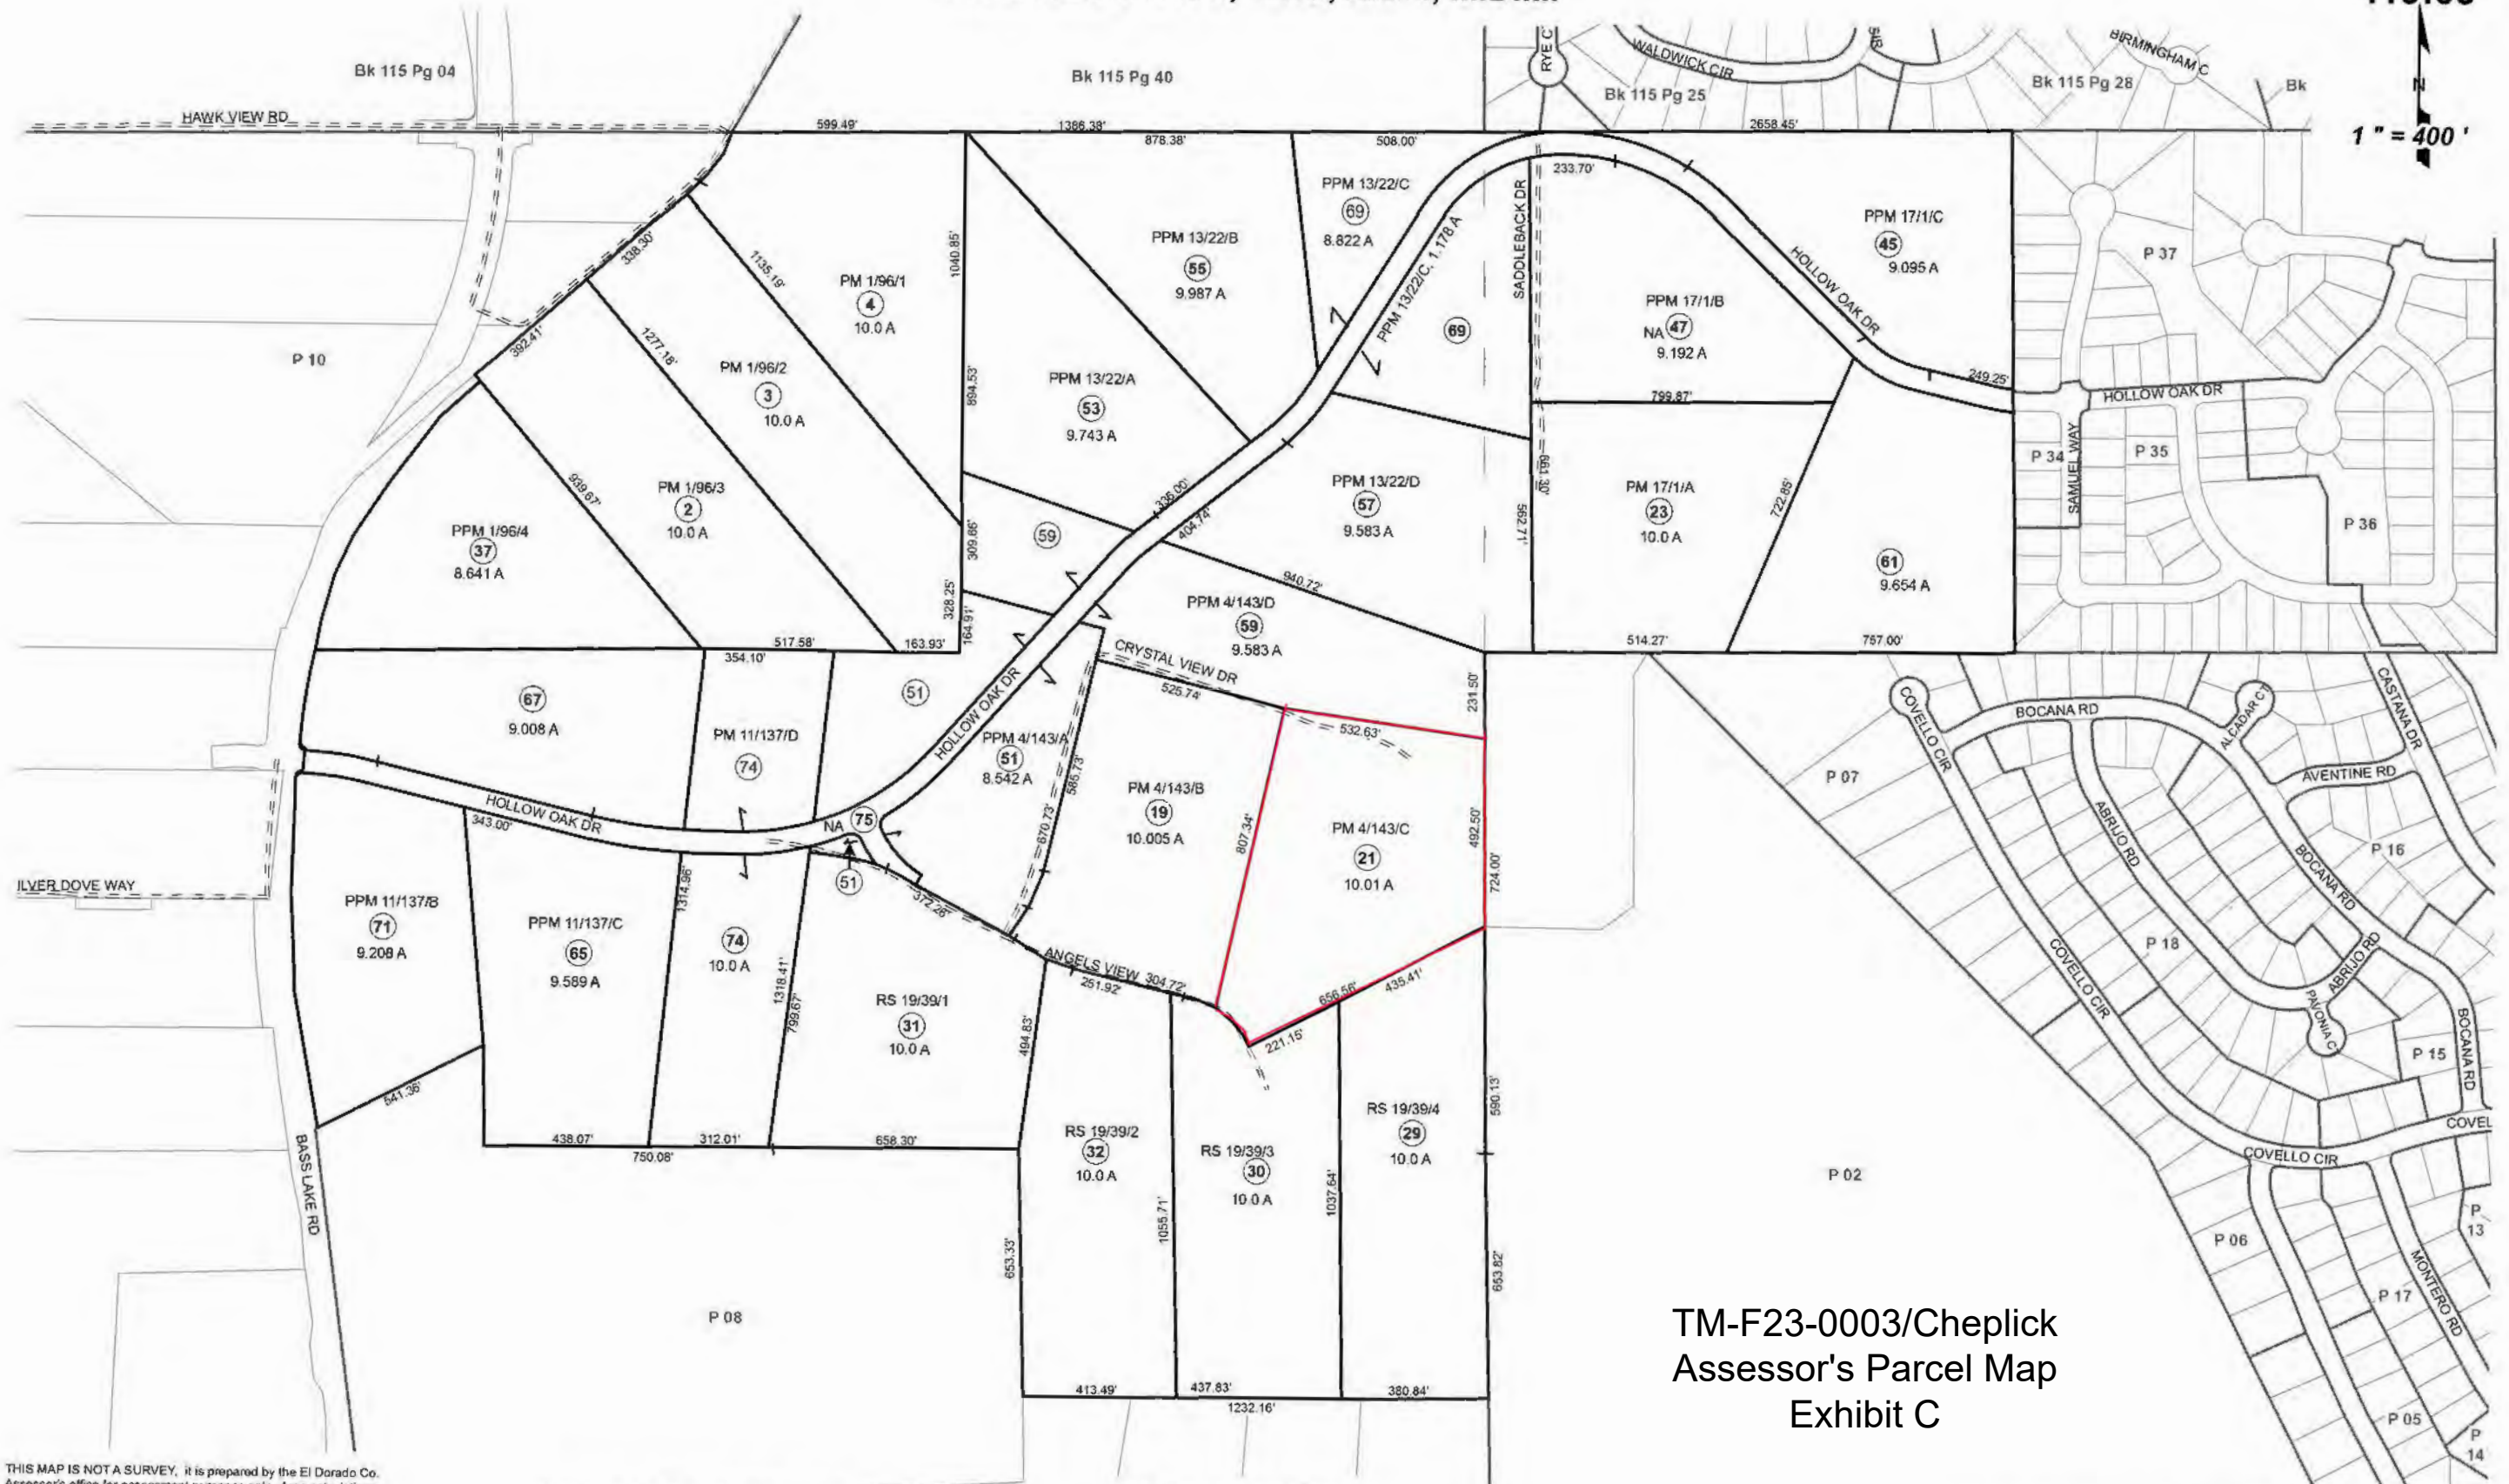 Bk 115 Pg 04
Bk 115 Pg 40
RYE C
WALDWICK CIR
SIR
BIRMINGHAM C
Bk 115 Pg 25
Bk 115 Pg 28
Bk
N
1 " = 400 '
HAWK VIEW RD
599.49'
1386.38'
878.38'
508.00'
2658.45'
233.70'
PPM 13/22/C
69
8.822 A
PPM 13/22/C, 1.178 A
69
SADDLEBACK DR
PPM 17/1/C
45
9.095 A
HOLLOW OAK DR
P 37
338.30'
392.41'
1135.19'
1277.18'
939.67'
1040.85'
894.53'
PM 1/96/1
4
10.0 A
PM 1/96/2
3
10.0 A
PM 1/96/3
2
10.0 A
PPM 1/96/4
37
8.641 A
P 10
PPM 13/22/B
55
9.987 A
PPM 13/22/A
53
9.743 A
PPM 17/1/B
NA 47
9.192 A
799.87'
249.25'
HOLLOW OAK DR
P 34
SAMUEL WAY
P 35
P 36
336.00'
404.74'
PPM 13/22/D
57
9.583 A
661.30'
562.71'
PM 17/1/A
23
10.0 A
722.85'
61
9.654 A
514.27'
757.00'
59
309.66'
328.25'
164.91'
940.72'
PPM 4/143/D
59
9.583 A
517.58'
354.10'
163.93'
CRYSTAL VIEW DR
525.74'
532.63'
231.50'
67
9.008 A
PM 11/137/D
74
51
HOLLOW OAK DR
PPM 4/143/A
51
8.542 A
585.73'
670.73'
PM 4/143/B
19
10.005 A
807.34'
PM 4/143/C
21
10.01 A
492.50'
724.00'
HOLLOW OAK DR
343.00'
NA 75
51
372.26'
ILVER DOVE WAY
PPM 11/137/B
71
9.208 A
PPM 11/137/C
65
9.589 A
1314.96'
74
10.0 A
1318.41'
799.67'
RS 19/39/1
31
10.0 A
ANGELS VIEW
304.72'
251.92'
494.83'
656.56'
435.41'
221.15'
541.36'
438.07'
312.01'
658.30'
750.08'
BASS LAKE RD
RS 19/39/2
32
10.0 A
RS 19/39/3
30
10.0 A
RS 19/39/4
29
10.0 A
590.13'
1055.71'
1037.64'
653.33'
653.82'
413.49'
437.83'
380.84'
1232.16'
P 08
P 02
P 07
COVELLO CIR
BOCANA RD
ALCADAR CT
CASTANA DR
AVENTINE RD
ABRIJO RD
P 16
BOCANA RD
P 18
ABRIJO RD
COVELLO CIR
PAVONIA C
BOCANA RD
P 15
COVEL
COVELLO CIR
P 06
P
13
P 17
MONTERO RD
P 05
P
14
TM-F23-0003/Cheplick
Assessor's Parcel Map
Exhibit C
THIS MAP IS NOT A SURVEY, it is prepared by the El Dorado Co.